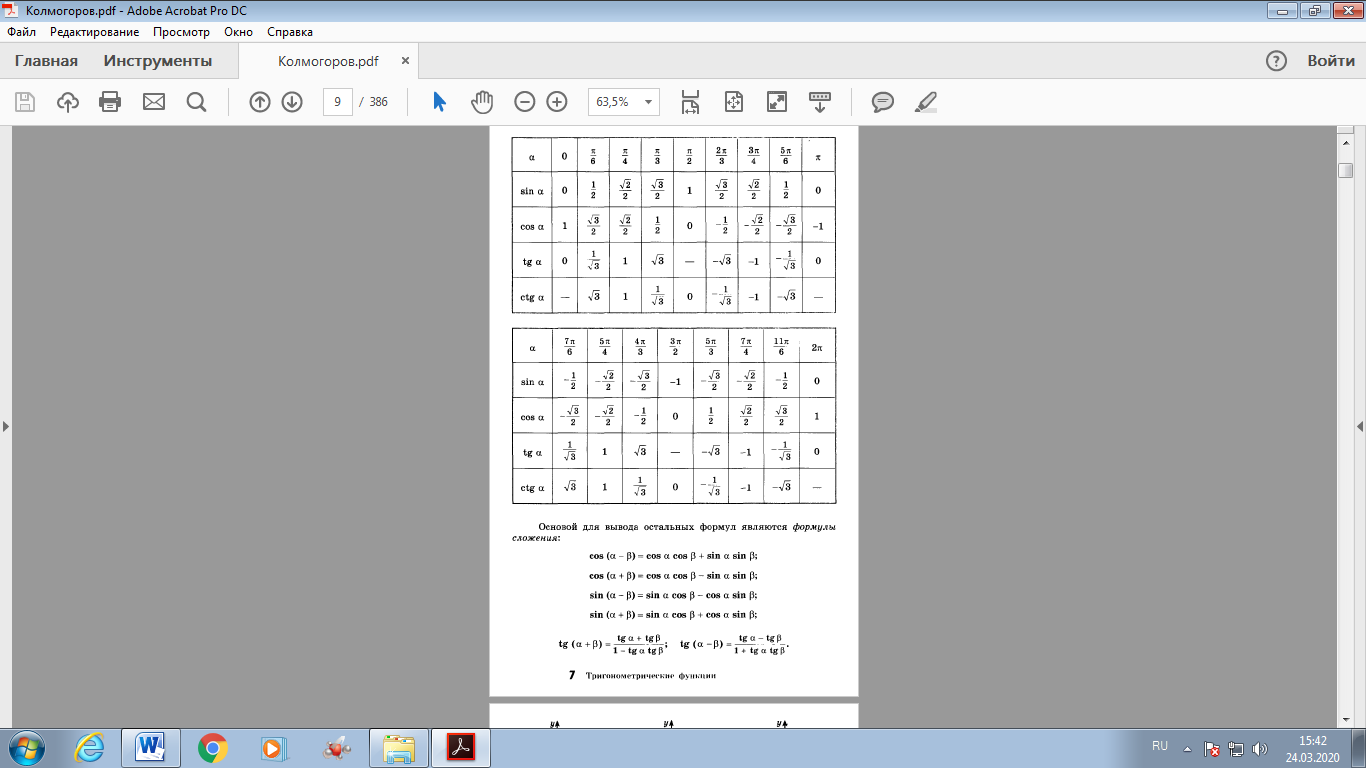 Колмогоров.pdf - Adobe Acrobat Pro DC
Файл Редактирование Просмотр Окно Справка
Главная Инструменты Колмогоров.pdf × ? Войти
9 / 386 63,5%
α 0 π/6 π/4 π/3 π/2 2π/3 3π/4 5π/6 π
sin α 0 1/2 √2/2 √3/2 1 √3/2 √2/2 1/2 0
cos α 1 √3/2 √2/2 1/2 0 -1/2 -√2/2 -√3/2 -1
tg α 0 1/√3 1 √3 — -√3 -1 -1/√3 0
ctg α — √3 1 1/√3 0 -1/√3 -1 -√3 —
α 7π/6 5π/4 4π/3 3π/2 5π/3 7π/4 11π/6 2π
sin α -1/2 -√2/2 -√3/2 -1 -√3/2 -√2/2 -1/2 0
cos α -√3/2 -√2/2 -1/2 0 1/2 √2/2 √3/2 1
tg α 1/√3 1 √3 — -√3 -1 -1/√3 0
ctg α √3 1 1/√3 0 -1/√3 -1 -√3 —
Основой для вывода остальных формул являются формулы
сложения:
cos (α − β) = cos α cos β + sin α sin β;
cos (α + β) = cos α cos β − sin α sin β;
sin (α − β) = sin α cos β − cos α sin β;
sin (α + β) = sin α cos β + cos α sin β;
tg (α + β) = (tg α + tg β)/(1 − tg α tg β); tg (α − β) = (tg α − tg β)/(1 + tg α tg β).
7 Тригонометрические функции
y y y
RU 15:42
24.03.2020